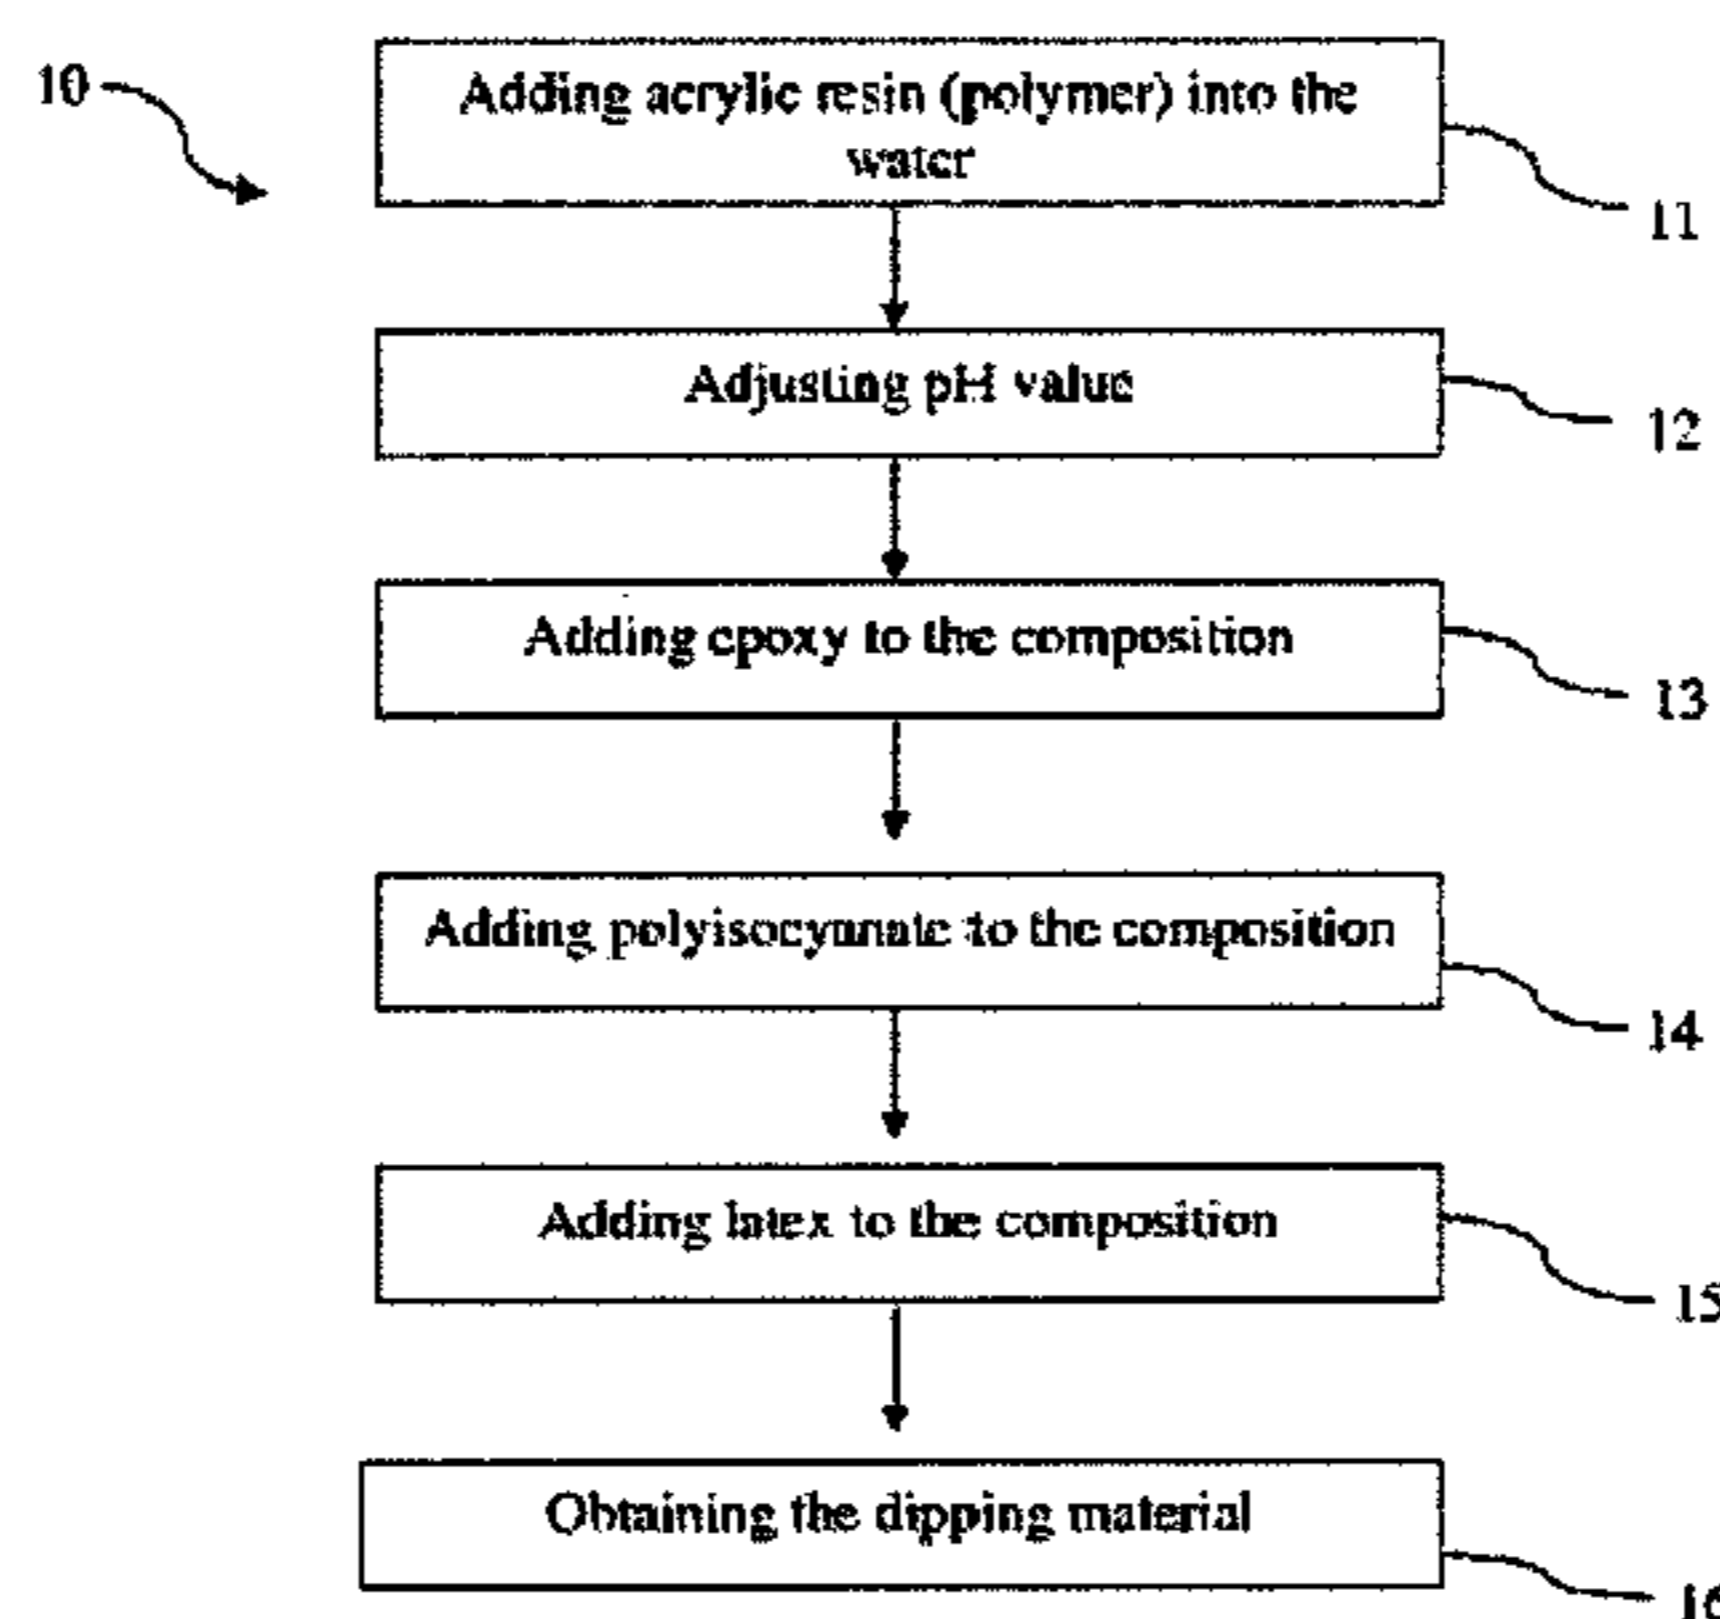 10
Adding acrylic resin (polymer) into the
water
11
Adjusting pH value
12
Adding epoxy to the composition
13
Adding polyisocyanate to the composition
14
Adding latex to the composition
15
Obtaining the dipping material
16